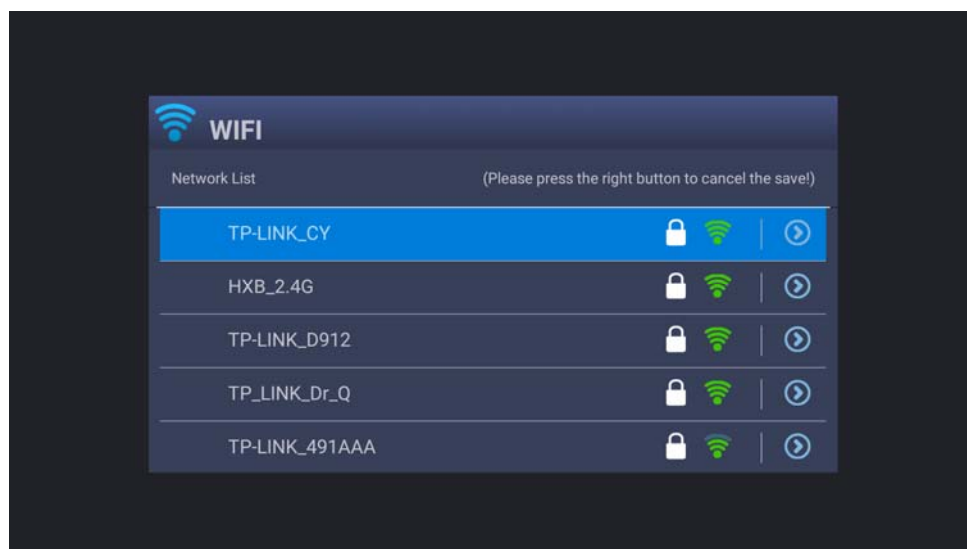 WIFI
Network List (Please press the right button to cancel the save!)
TP-LINK_CY
HXB_2.4G
TP-LINK_D912
TP_LINK_Dr_Q
TP-LINK_491AAA